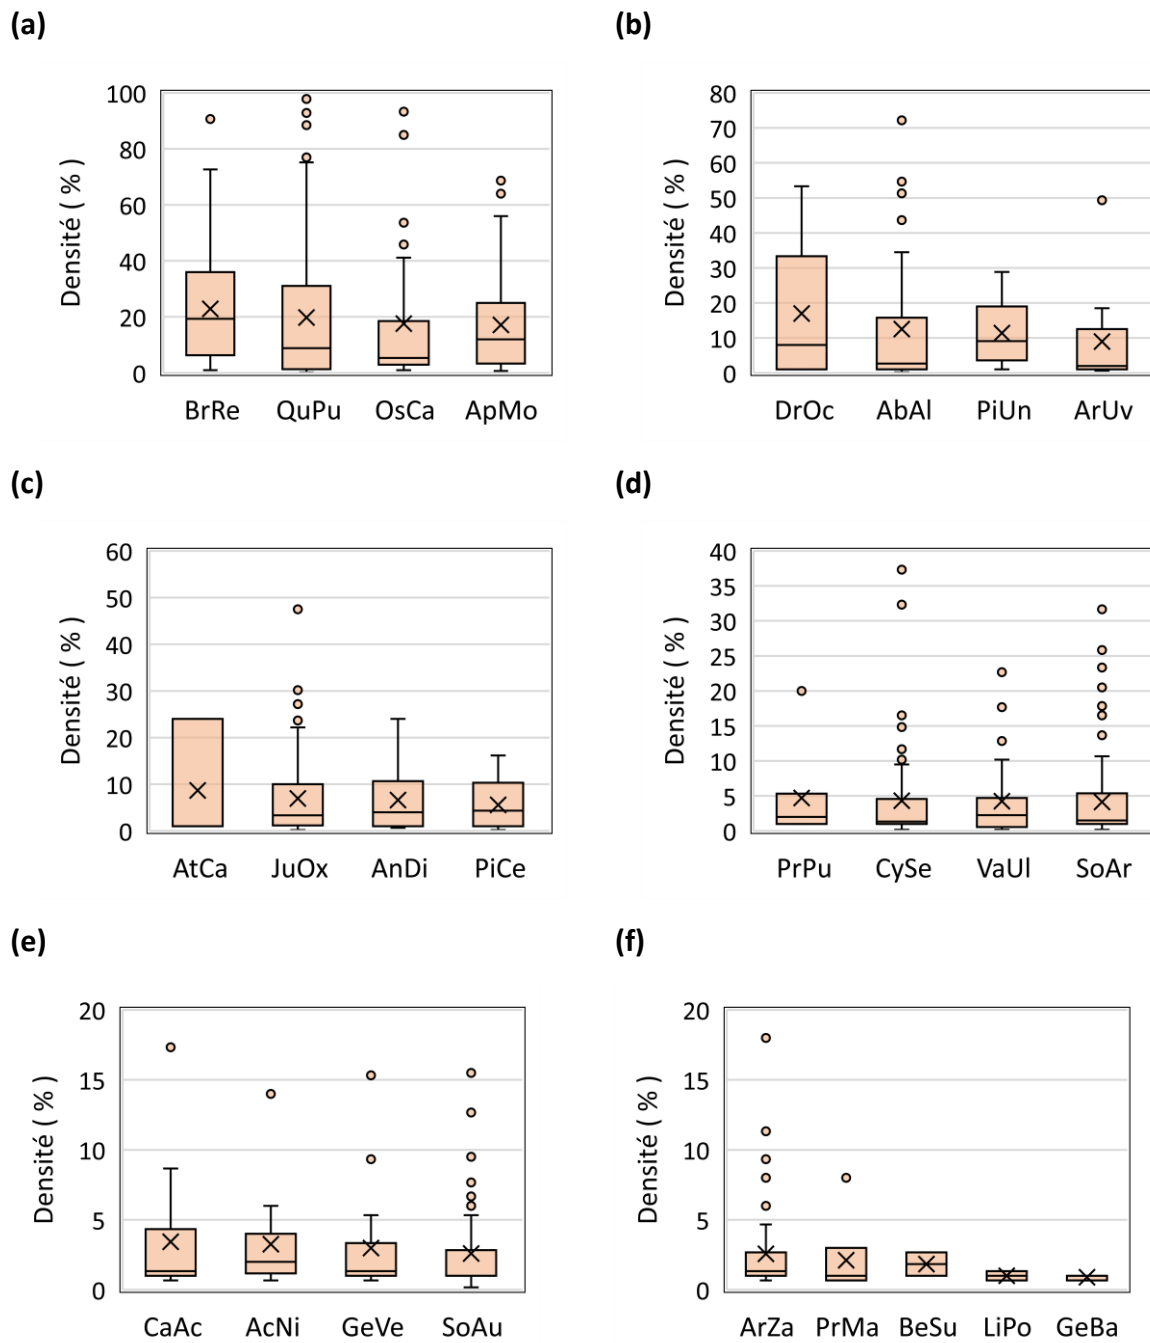 (a)
(b)
100
80
60
40
20
0
Densité ( % )
BrRe QuPu OsCa ApMo
80
70
60
50
40
30
20
10
0
Densité ( % )
DrOc AbAl PiUn ArUv
(c)
(d)
60
50
40
30
20
10
0
Densité ( % )
AtCa JuOx AnDi PiCe
40
35
30
25
20
15
10
5
0
Densité ( % )
PrPu CySe VaUl SoAr
(e)
(f)
20
15
10
5
0
Densité ( % )
CaAc AcNi GeVe SoAu
20
15
10
5
0
Densité ( % )
ArZa PrMa BeSu LiPo GeBa